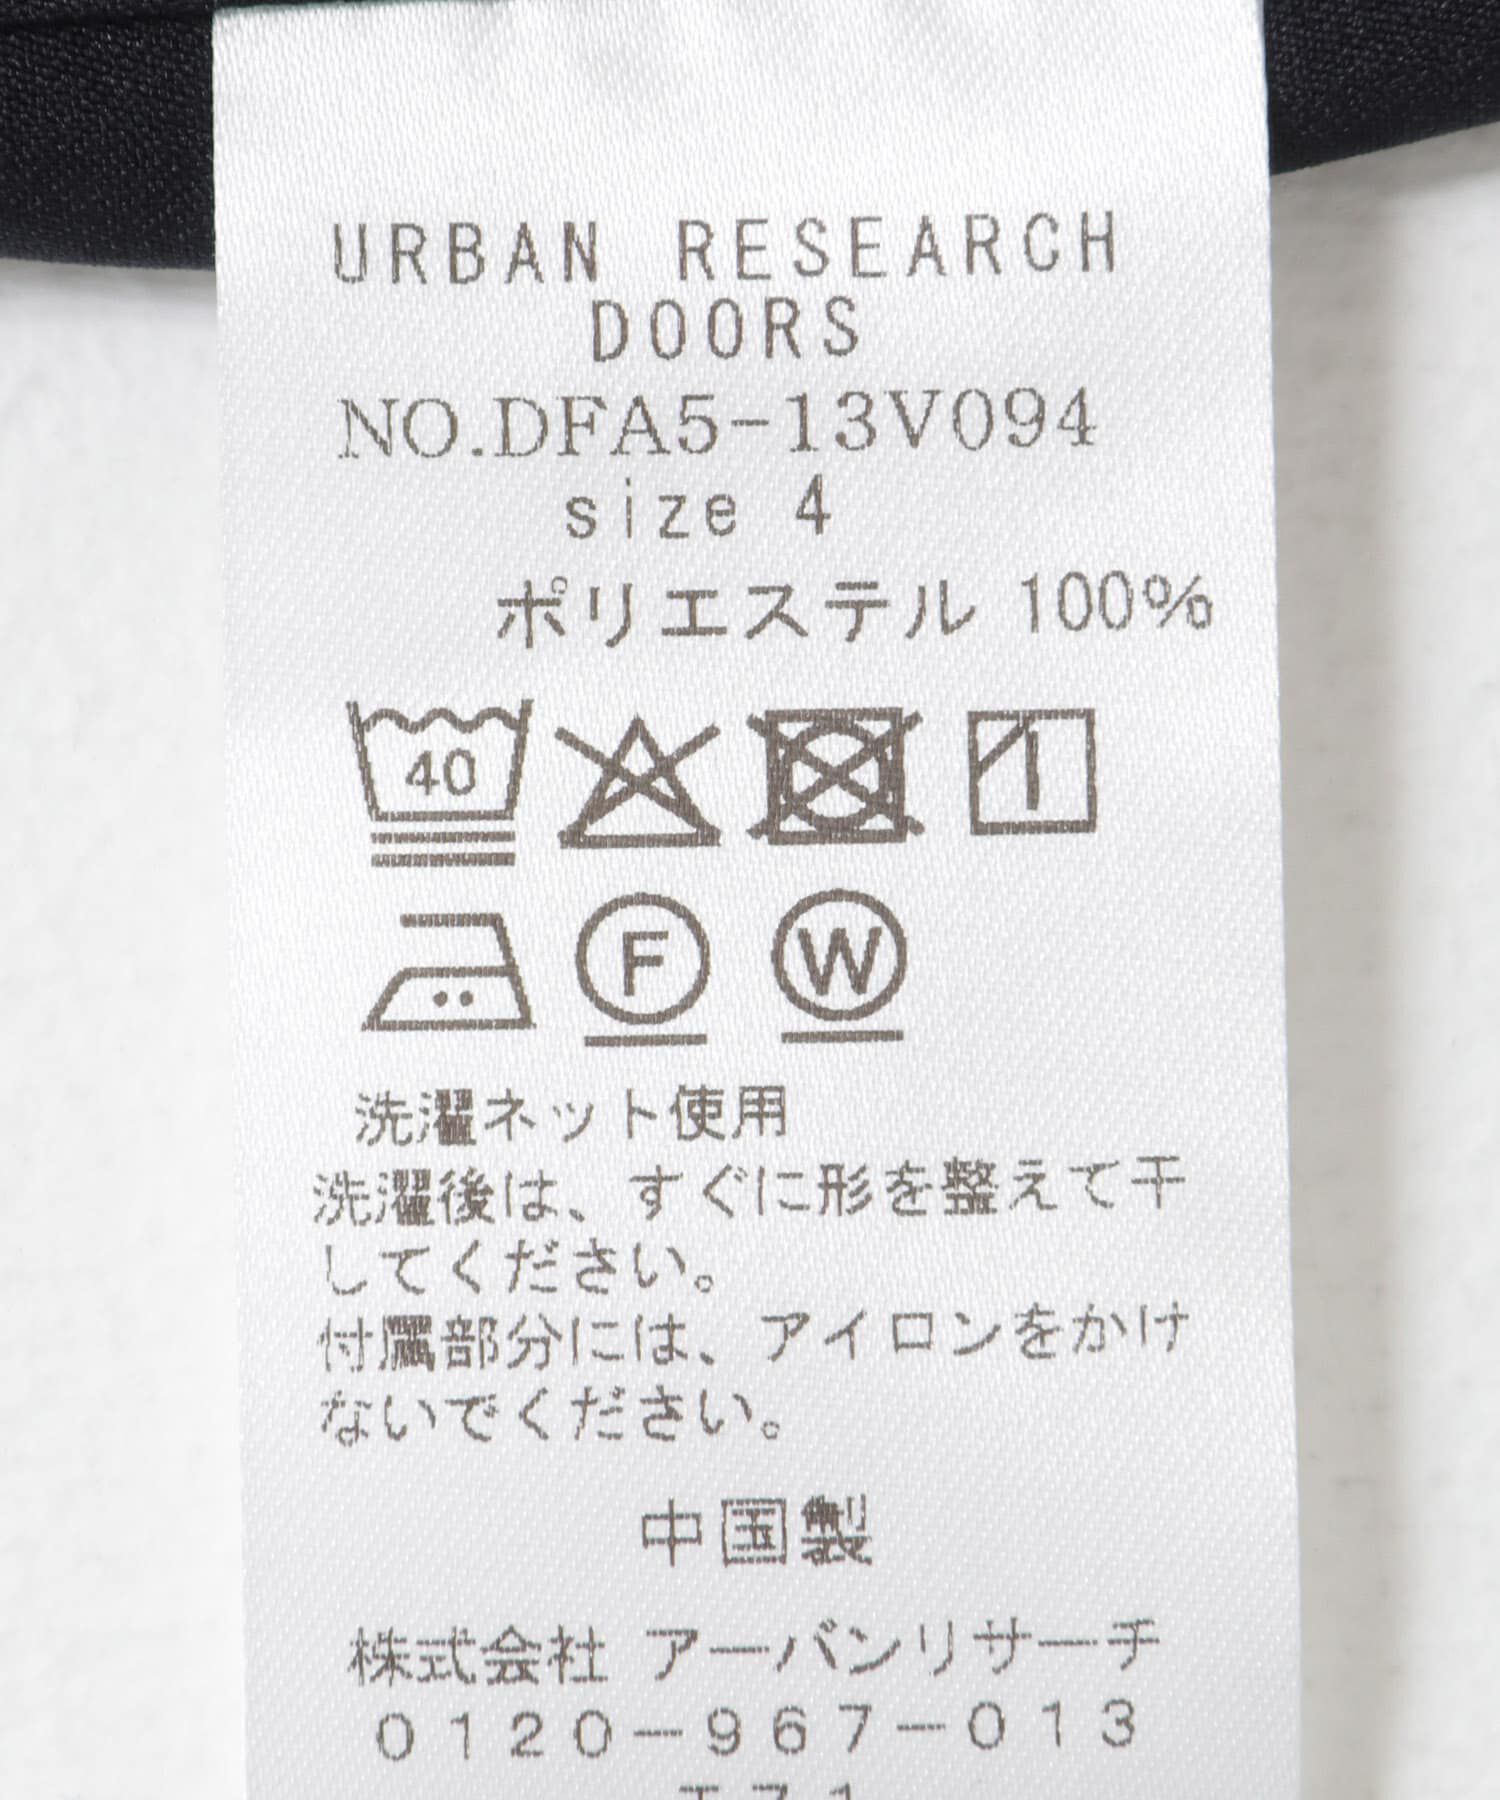 URBAN RESEARCH
DOORS
NO.DFA5-13V094
size 4
ポリエステル 100%
40
F W
洗濯ネット使用
洗濯後は、すぐに形を整えて干
してください。
付属部分には、アイロンをかけ
ないでください。
中国製
株式会社 アーバンリサーチ
0120-967-013